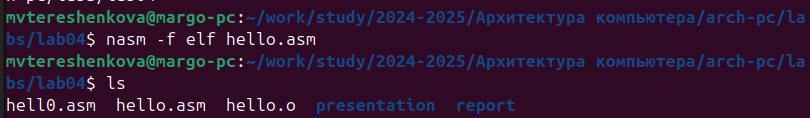 mvtereshenkova@margo-pc:~/work/study/2024-2025/Архитектура компьютера/arch-pc/la
bs/lab04$ nasm -f elf hello.asm
mvtereshenkova@margo-pc:~/work/study/2024-2025/Архитектура компьютера/arch-pc/la
bs/lab04$ ls
hell0.asm  hello.asm  hello.o  presentation  report